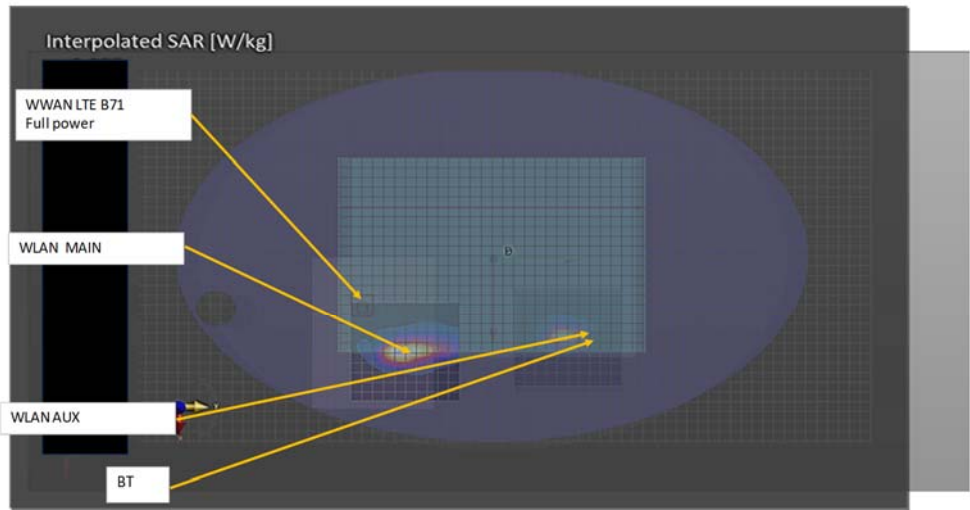 Interpolated SAR [W/kg]
WWAN LTE B71
Full power
WLAN MAIN
WLAN AUX
BT